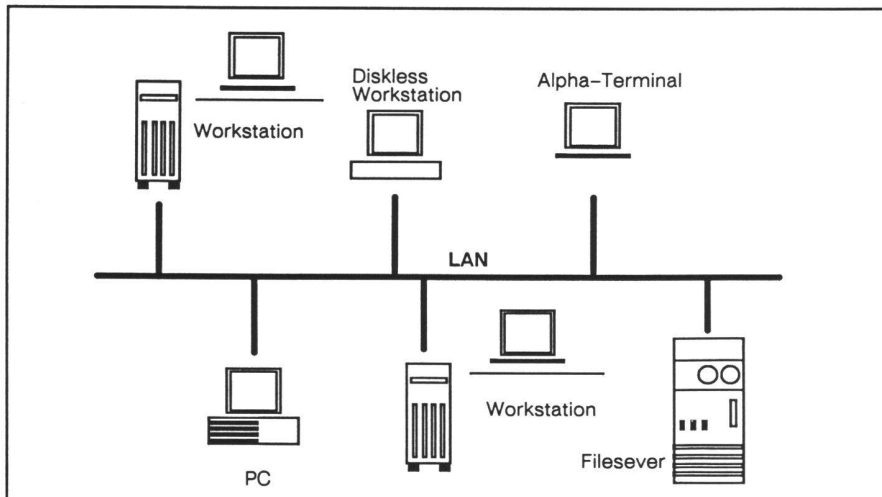 Diskless
Workstation
Alpha-Terminal
Workstation
LAN
Workstation
Filesever
PC